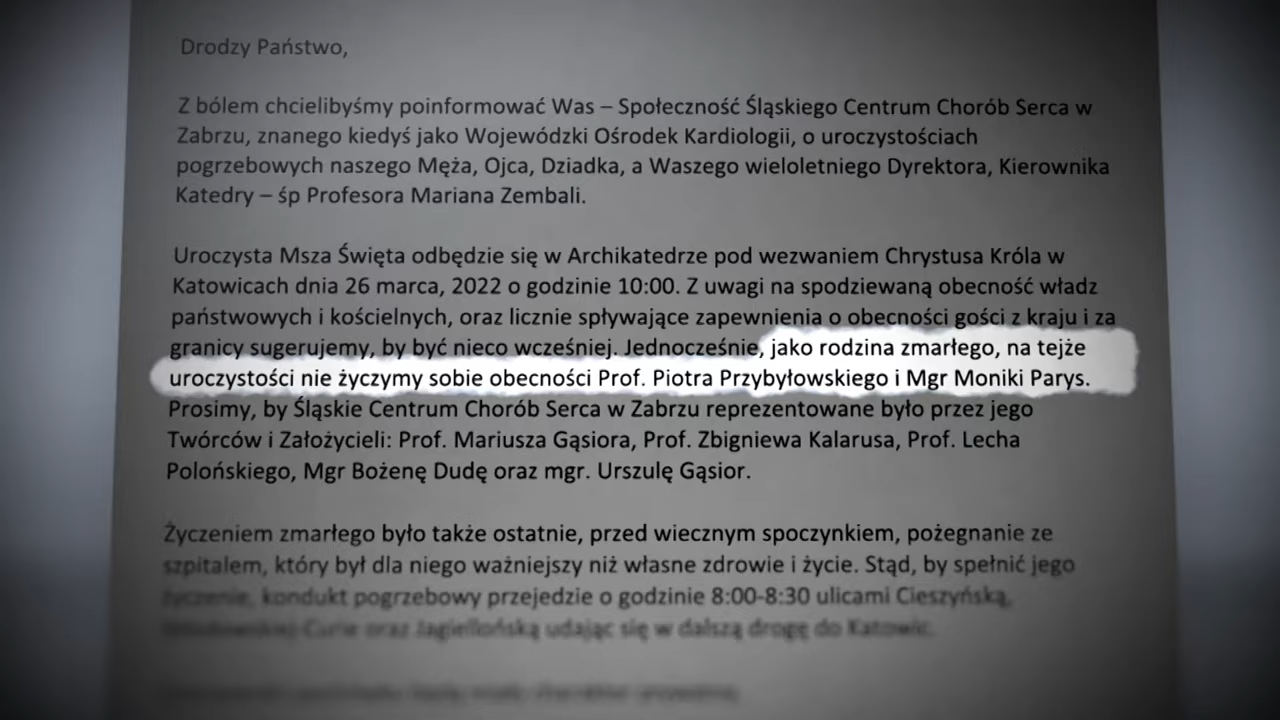 Drodzy Państwo,
Z bólem chcielibyśmy poinformować Was – Społeczność Śląskiego Centrum Chorób Serca w
Zabrzu, znanego kiedyś jako Wojewódzki Ośrodek Kardiologii, o uroczystościach
pogrzebowych naszego Męża, Ojca, Dziadka, a Waszego wieloletniego Dyrektora, Kierownika
Katedry – śp Profesora Mariana Zembali.
Uroczysta Msza Święta odbędzie się w Archikatedrze pod wezwaniem Chrystusa Króla w
Katowicach dnia 26 marca, 2022 o godzinie 10:00. Z uwagi na spodziewaną obecność władz
państwowych i kościelnych, oraz licznie spływające zapewnienia o obecności gości z kraju i za
granicy sugerujemy, by być nieco wcześniej. Jednocześnie, jako rodzina zmarłego, na tejże
uroczystości nie życzymy sobie obecności Prof. Piotra Przybyłowskiego i Mgr Moniki Parys.
Prosimy, by Śląskie Centrum Chorób Serca w Zabrzu reprezentowane było przez jego
Twórców i Założycieli: Prof. Mariusza Gąsiora, Prof. Zbigniewa Kalarusa, Prof. Lecha
Polońskiego, Mgr Bożenę Dudę oraz mgr. Urszulę Gąsior.
Życzeniem zmarłego było także ostatnie, przed wiecznym spoczynkiem, pożegnanie ze
szpitalem, który był dla niego ważniejszy niż własne zdrowie i życie. Stąd, by spełnić jego
życzenie, kondukt pogrzebowy przejedzie o godzinie 8:00-8:30 ulicami Cieszyńską,
Curie oraz Jagiellońską udając się w dalszą drogę do Katowic.